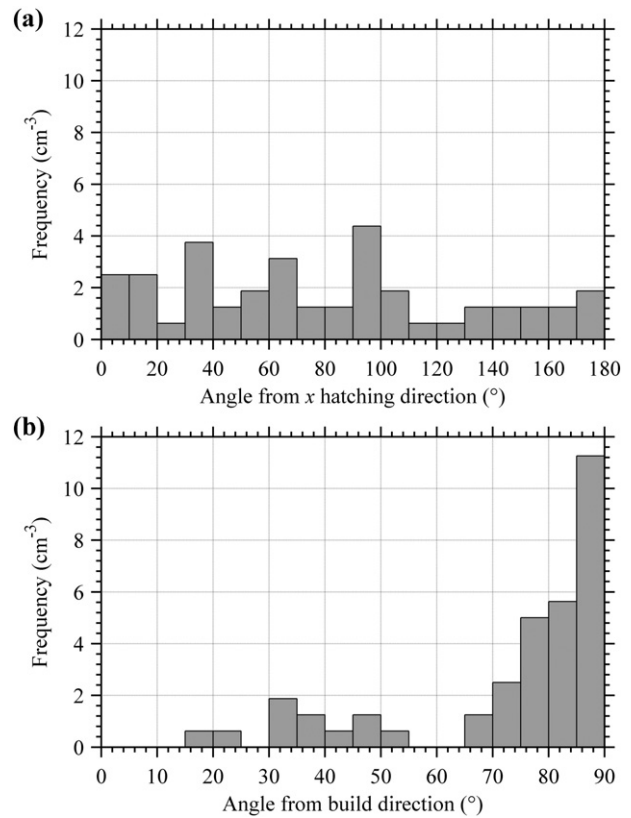 (a)
12
10
8
6
4
2
0
Frequency (cm⁻³)
0 20 40 60 80 100 120 140 160 180
Angle from x hatching direction (°)
(b)
12
10
8
6
4
2
0
Frequency (cm⁻³)
0 10 20 30 40 50 60 70 80 90
Angle from build direction (°)